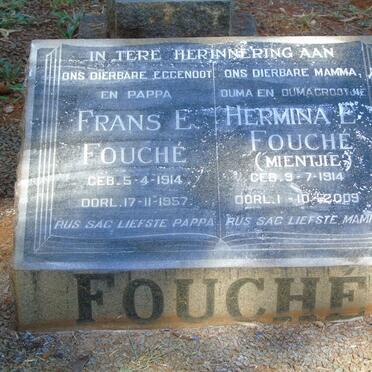 IN TERE HERINNERING AAN
ONS DIERBARE EGGENOOT
EN PAPPA
FRANS E.
FOUCHÉ
GEB. 5-4-1914
OORL. 17-11-1957
RUS SAG LIEFSTE PAPPA
ONS DIERBARE MAMMA,
OUMA EN OUMAGROOTJIE
HERMINA E.
FOUCHÉ
(MIENTJIE)
GEB. 9-7-1914
OORL. 1-10-2009
RUS SAG LIEFSTE MAMMA
FOUCHÉ